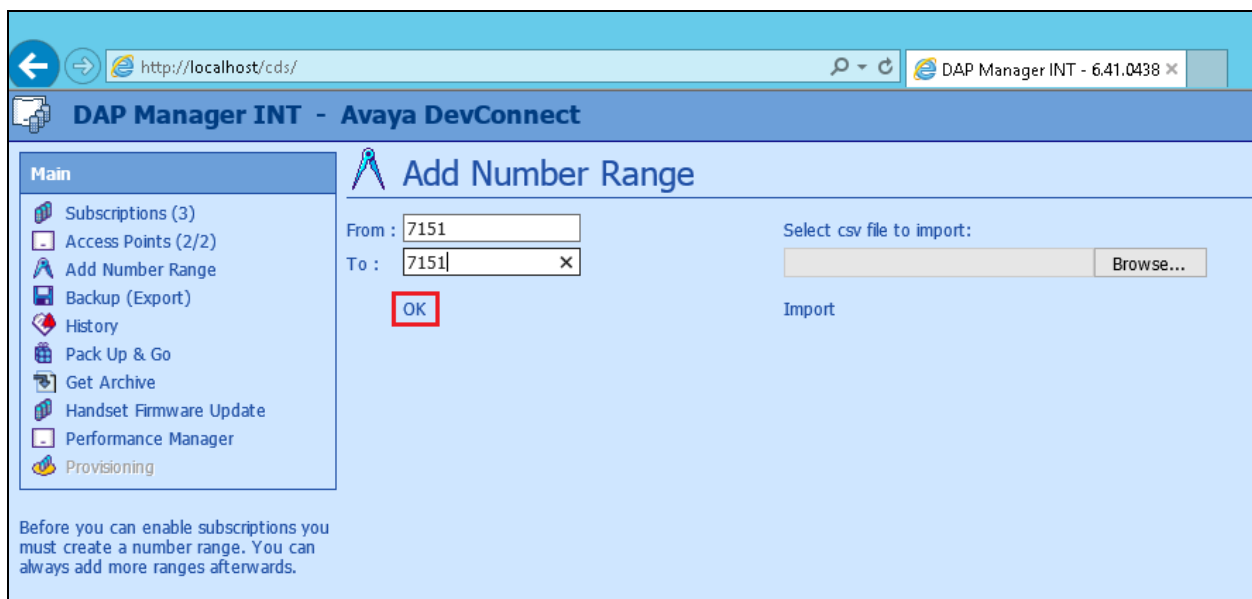 http://localhost/cds/
DAP Manager INT - 6.41.0438
DAP Manager INT - Avaya DevConnect
Main
Subscriptions (3)
Access Points (2/2)
Add Number Range
Backup (Export)
History
Pack Up & Go
Get Archive
Handset Firmware Update
Performance Manager
Provisioning
Before you can enable subscriptions you
must create a number range. You can
always add more ranges afterwards.
Add Number Range
From : 7151
To : 7151
OK
Select csv file to import:
Browse...
Import